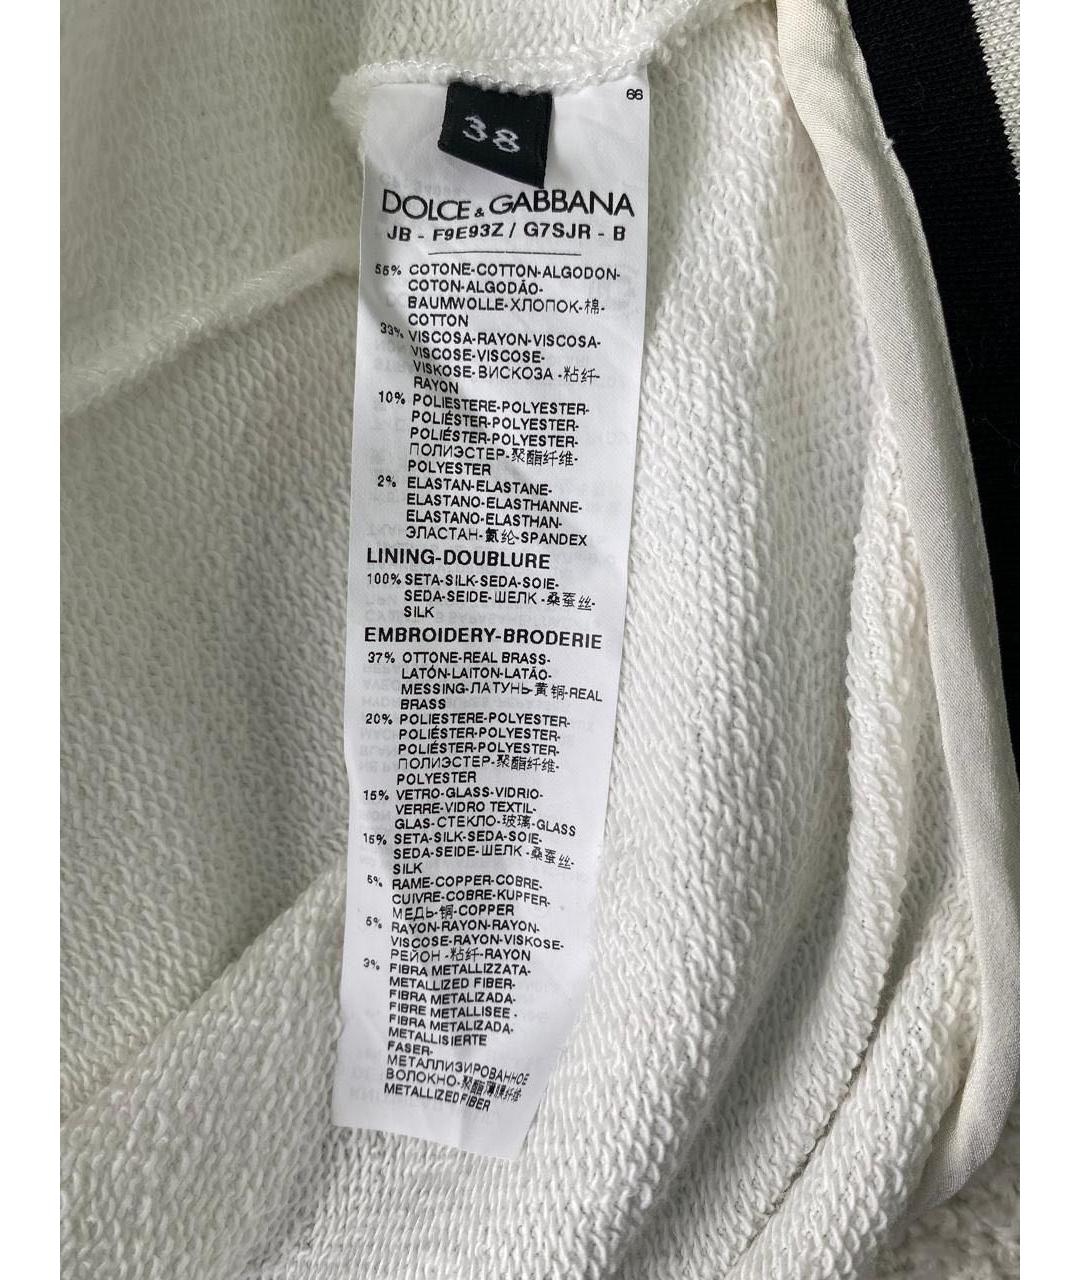 66
38
DOLCE & GABBANA
JB - F9E93Z / G7SJR - B
55% COTONE-COTTON-ALGODON-
COTON-ALGODÃO-
BAUMWOLLE-ХЛОПОК-棉-
COTTON
33% VISCOSA-RAYON-VISCOSA-
VISCOSE-VISCOSE-
VISKOSE-ВИСКОЗА -粘纤-
RAYON
10% POLIESTERE-POLYESTER-
POLIÉSTER-POLYESTER-
POLIÉSTER-POLYESTER-
ПОЛИЭСТЕР-聚酯纤维-
POLYESTER
2% ELASTAN-ELASTANE-
ELASTANO-ELASTHANNE-
ELASTANO-ELASTHAN-
ЭЛАСТАН-氨纶-SPANDEX
LINING-DOUBLURE
100% SETA-SILK-SEDA-SOIE-
SEDA-SEIDE-ШЕЛК -桑蚕丝-
SILK
EMBROIDERY-BRODERIE
37% OTTONE-REAL BRASS-
LATÓN-LAITON-LATÃO-
MESSING-ЛАТУНЬ-黄铜-REAL
BRASS
20% POLIESTERE-POLYESTER-
POLIÉSTER-POLYESTER-
POLIÉSTER-POLYESTER-
ПОЛИЭСТЕР-聚酯纤维-
POLYESTER
15% VETRO-GLASS-VIDRIO-
VERRE-VIDRO TEXTIL-
GLAS-СТЕКЛО-玻璃-GLASS
15% SETA-SILK-SEDA-SOIE-
SEDA-SEIDE-ШЕЛК -桑蚕丝-
SILK
5% RAME-COPPER-COBRE-
CUIVRE-COBRE-KUPFER-
МЕДЬ-铜-COPPER
5% RAYON-RAYON-RAYON-
VISCOSE-RAYON-VISKOSE-
РЕЙОН -粘纤-RAYON
3% FIBRA METALLIZZATA-
METALLIZED FIBER-
FIBRA METALIZADA-
FIBRE METALLISEE -
FIBRA METALIZADA-
METALLISIERTE
FASER-
МЕТАЛЛИЗИРОВАННОЕ
ВОЛОКНО-聚酯薄膜纤维-
METALLIZED FIBER